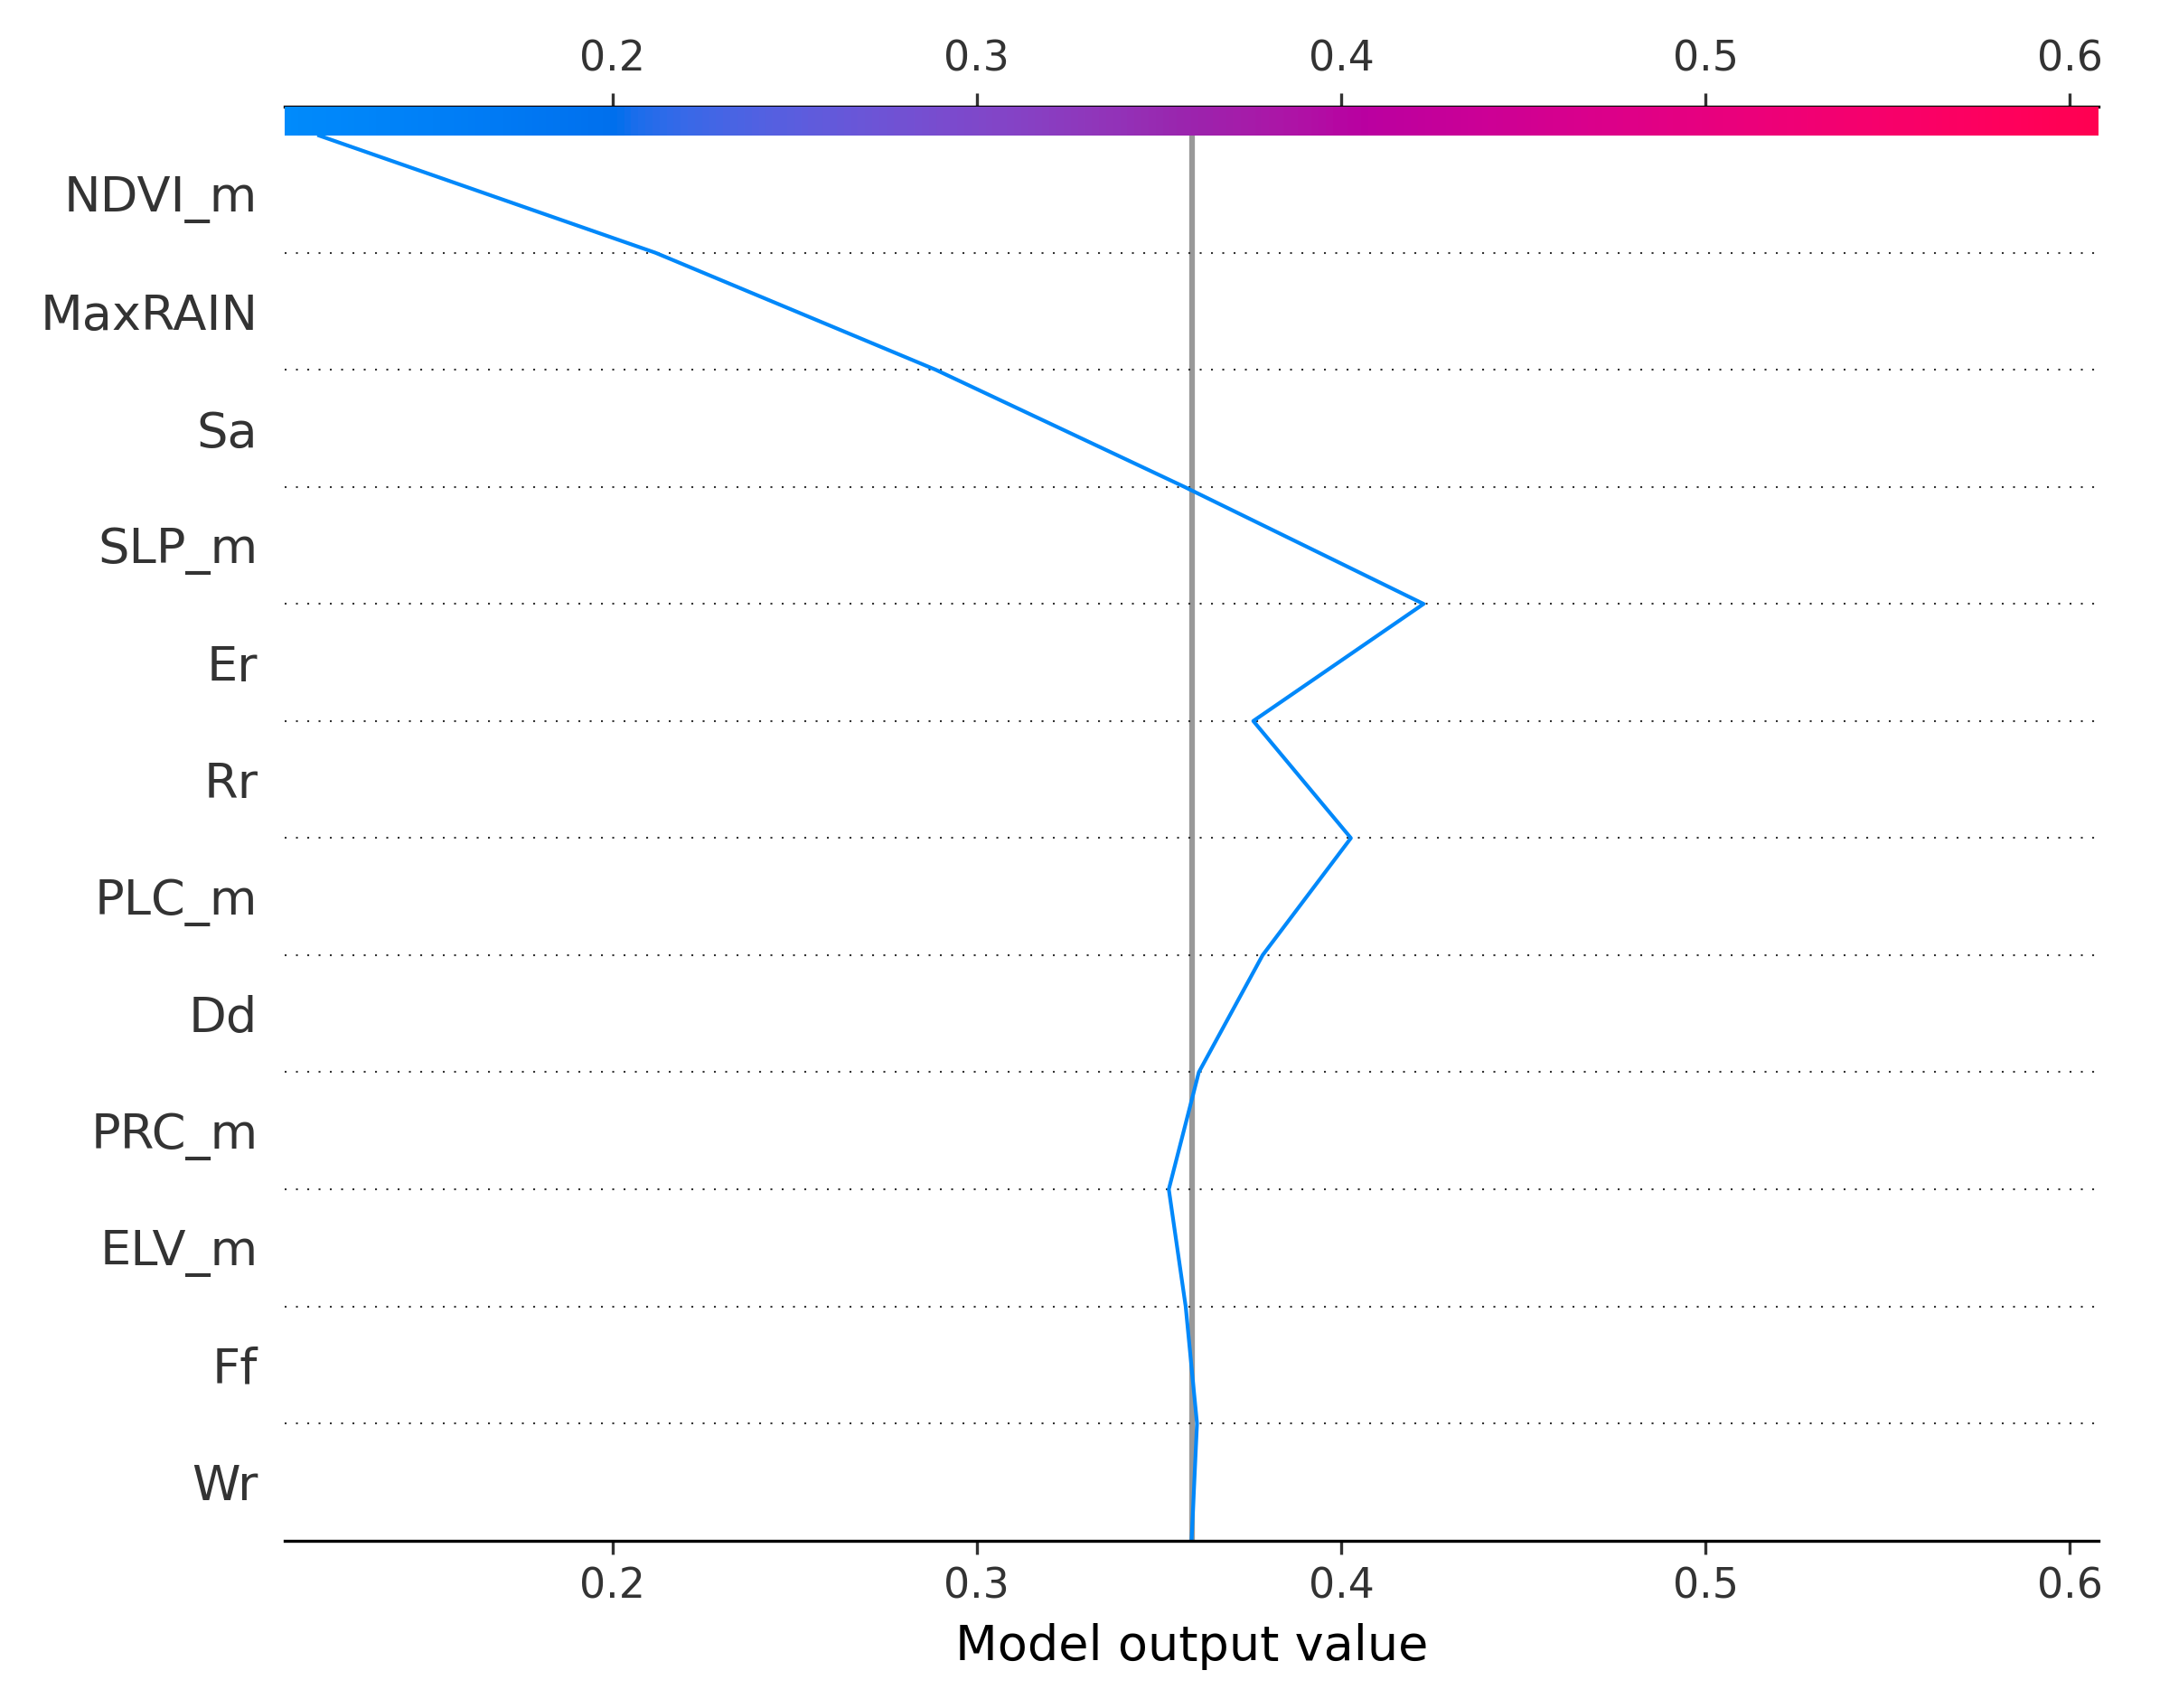 0.2 0.3 0.4 0.5 0.6
NDVI_m
MaxRAIN
Sa
SLP_m
Er
Rr
PLC_m
Dd
PRC_m
ELV_m
Ff
Wr
0.2 0.3 0.4 0.5 0.6
Model output value